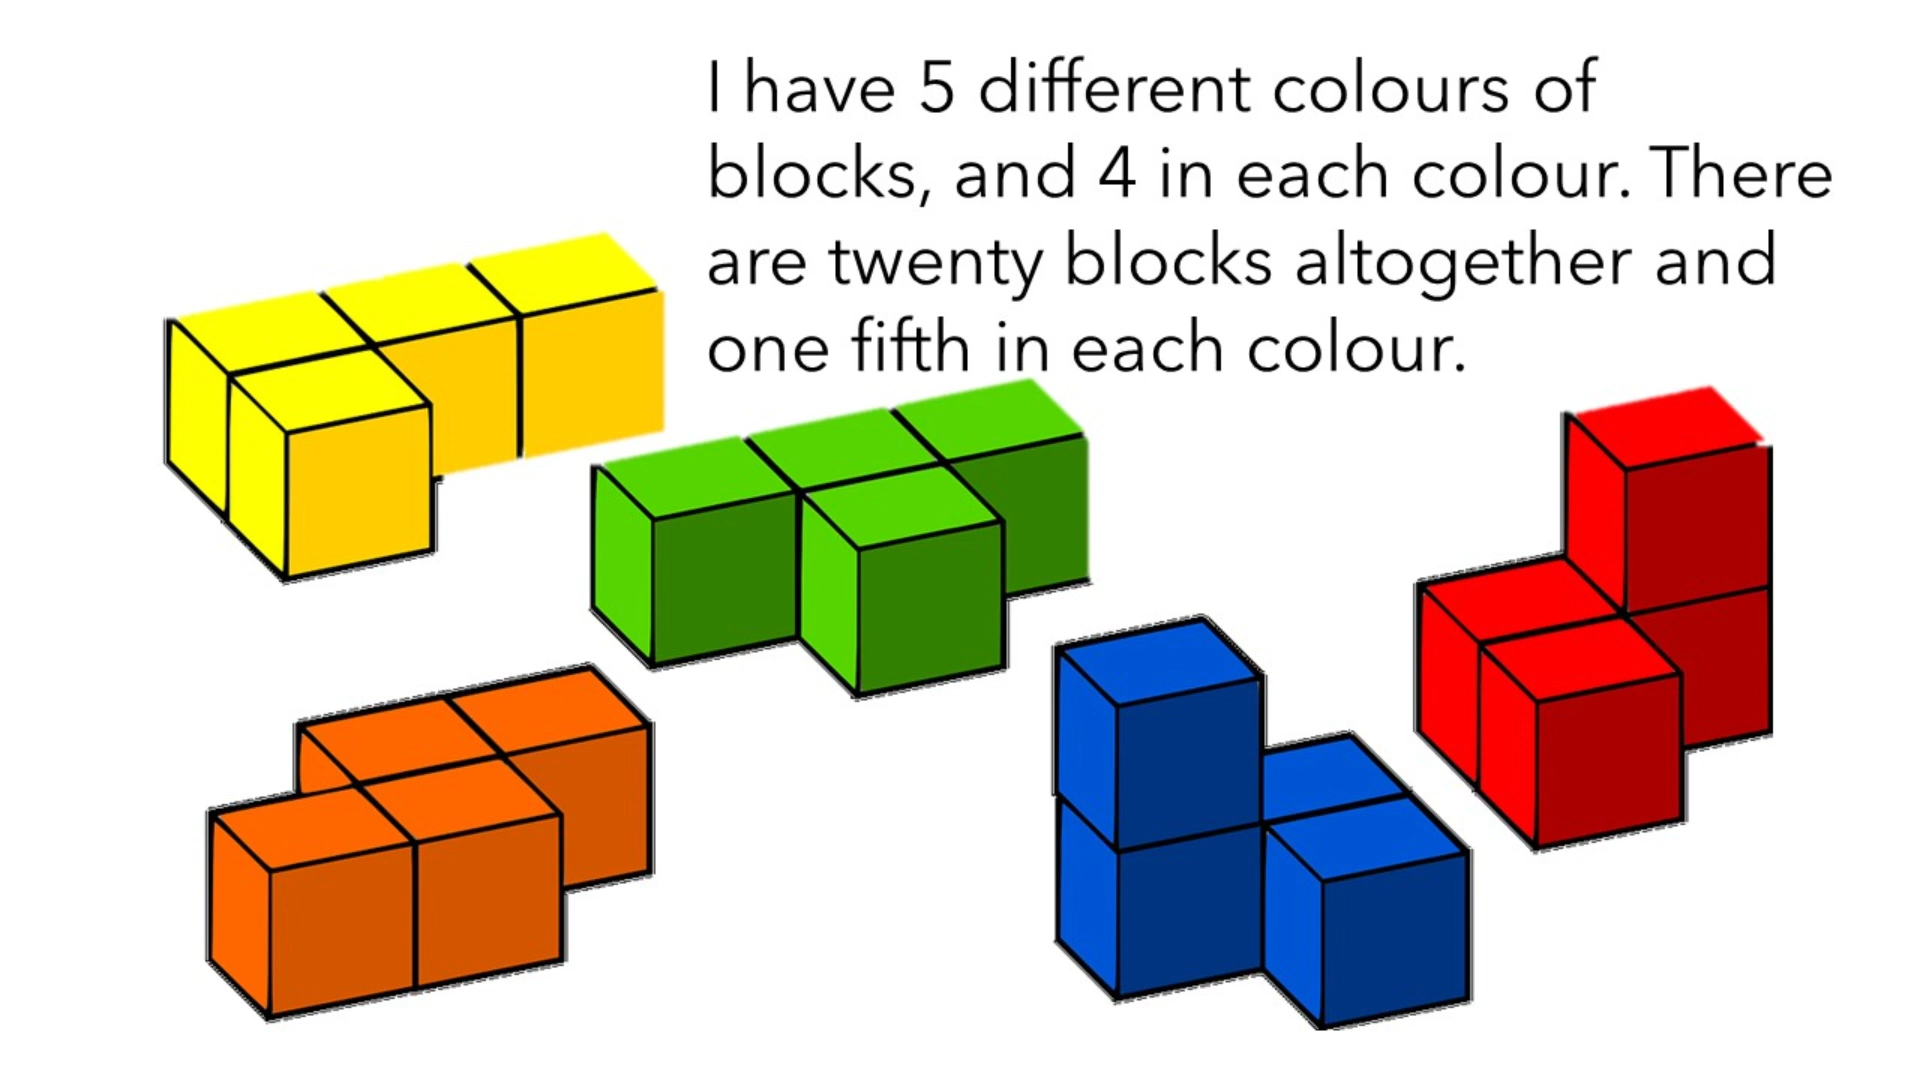 I have 5 different colours of
blocks, and 4 in each colour. There
are twenty blocks altogether and
one fifth in each colour.